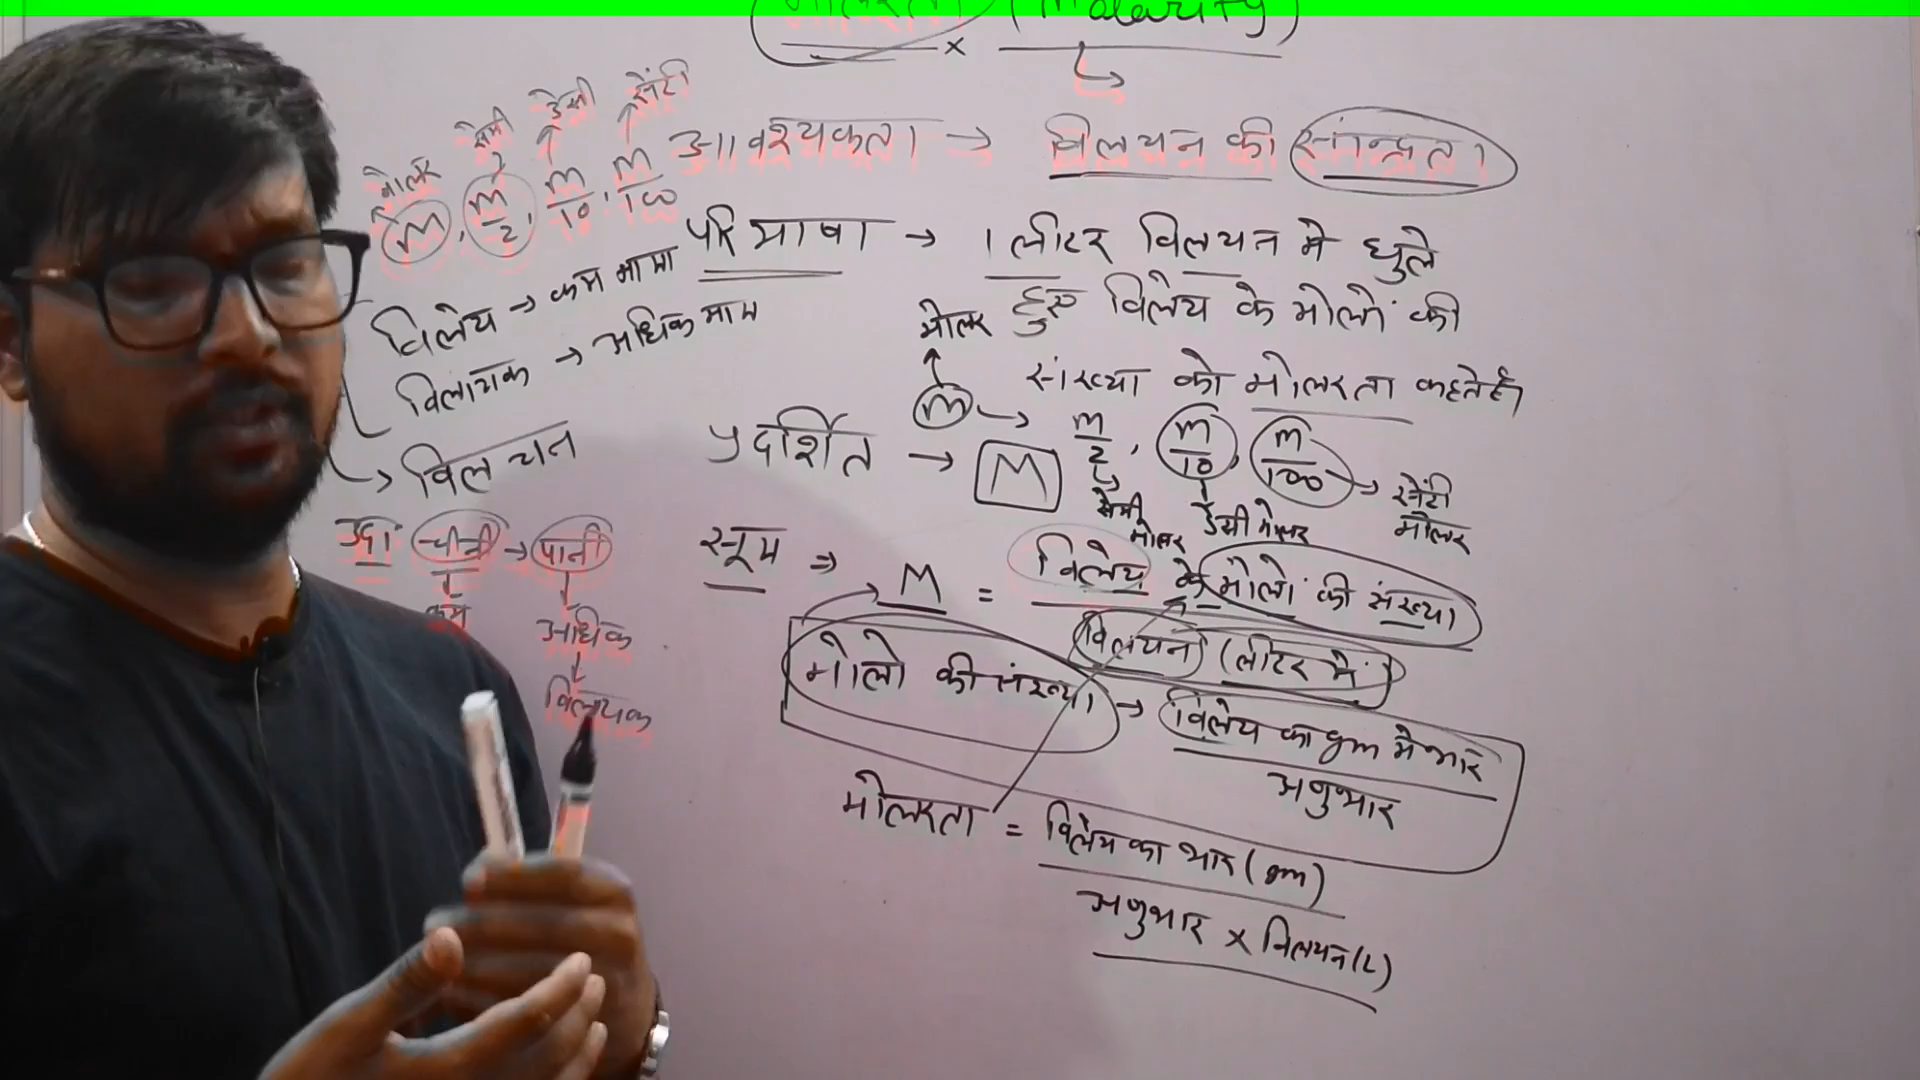 मोलरता (Molarity)
x
आवश्यकता → विलयन की सान्द्रता
परिभाषा → 1 लीटर विलयन मे घुले
हुए विलेय के मोलों की
संख्या को मोलरता कहते है
मोलर
M →
प्रदर्शित → M M/2, M/10, M/100 → सेंटी मोलर
सेमी मोलर डेसी मोलर
सूत्र ⇒ M = विलेय के मोलों की संख्या
विलयन (लीटर में)
मोलो की संख्या → विलेय का gm मे भार
अणुभार
मोलरता = विलेय का भार (gm)
अणुभार x विलयन (L)
मोलर सेमी डेसी सेंटी
M, M/2, M/10, M/100
विलेय → कम मात्रा
विलायक → अधिक मात्रा
→ विलयन
उदा. चीनी → पानी
कम अधिक
विलायक